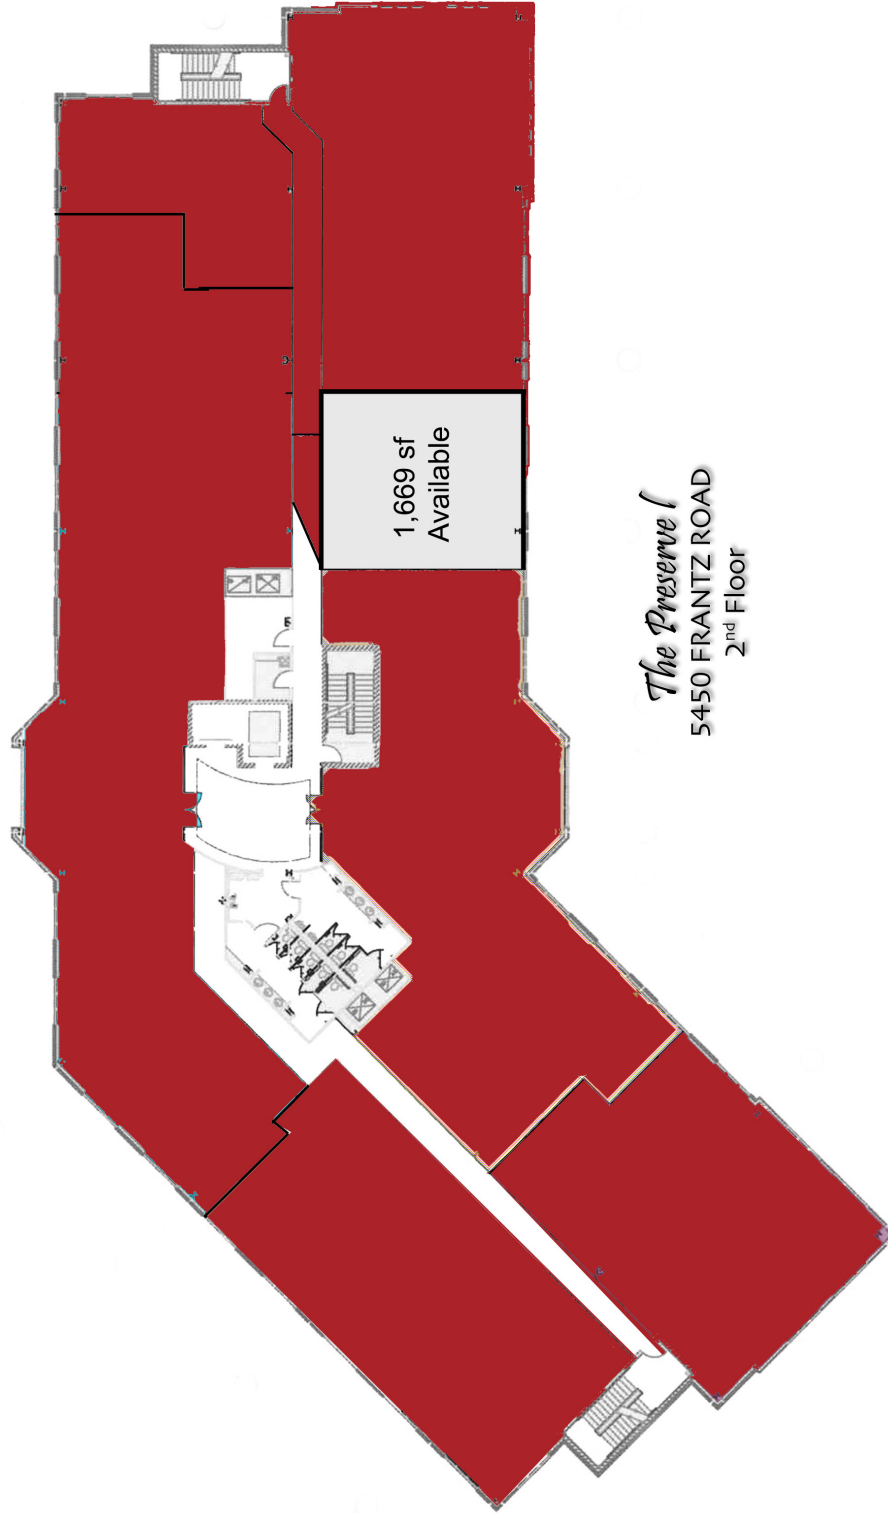 1,669 sf
Available
The Preserve I
5450 FRANTZ ROAD
2nd Floor